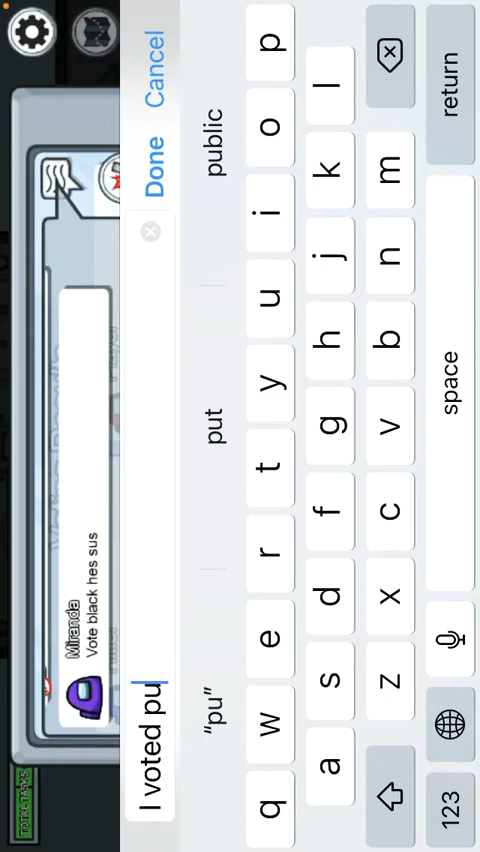 TOTAL TASKS
Miranda
Vote black hes sus
I voted pu
Done
Cancel
“pu”
put
public
q w e r t y u i o p
a s d f g h j k l
z x c v b n m
123
space
return